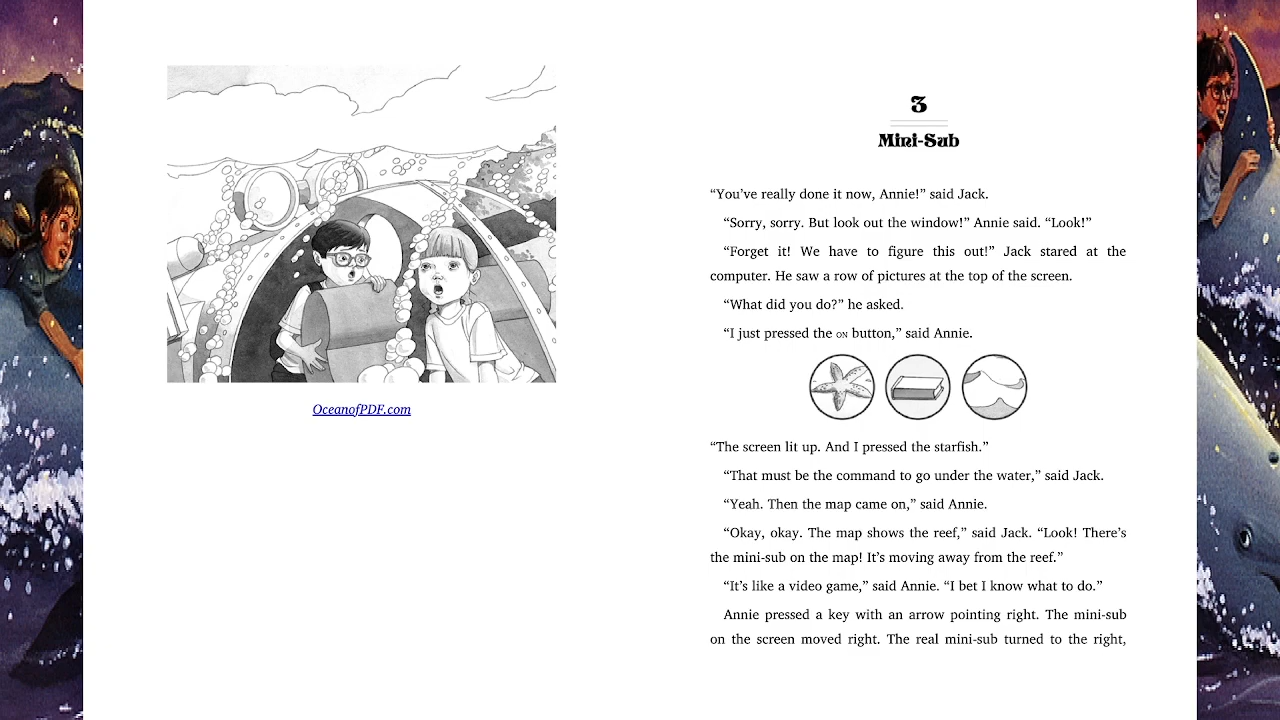 OceanofPDF.com
3
Mini-Sub
“You’ve really done it now, Annie!” said Jack.
“Sorry, sorry. But look out the window!” Annie said. “Look!”
“Forget it! We have to figure this out!” Jack stared at the
computer. He saw a row of pictures at the top of the screen.
“What did you do?” he asked.
“I just pressed the ON button,” said Annie.
“The screen lit up. And I pressed the starfish.”
“That must be the command to go under the water,” said Jack.
“Yeah. Then the map came on,” said Annie.
“Okay, okay. The map shows the reef,” said Jack. “Look! There’s
the mini-sub on the map! It’s moving away from the reef.”
“It’s like a video game,” said Annie. “I bet I know what to do.”
Annie pressed a key with an arrow pointing right. The mini-sub
on the screen moved right. The real mini-sub turned to the right,